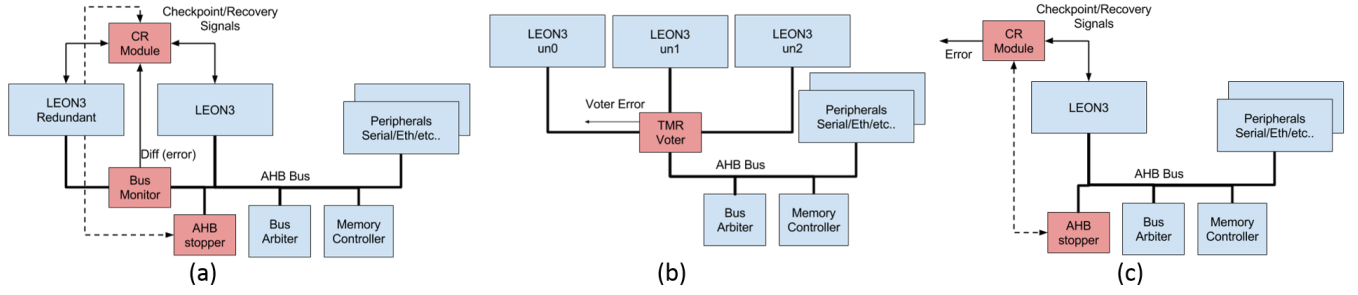 Checkpoint/Recovery
Signals
CR
Module
LEON3
Redundant
LEON3
Peripherals
Serial/Eth/etc..
Diff (error)
Bus
Monitor
AHB Bus
AHB
stopper
Bus
Arbiter
Memory
Controller
(a)
LEON3
un0
LEON3
un1
LEON3
un2
Peripherals
Serial/Eth/etc..
Voter Error
TMR
Voter
AHB Bus
Bus
Arbiter
Memory
Controller
(b)
Checkpoint/Recovery
Signals
CR
Module
Error
LEON3
Peripherals
Serial/Eth/etc..
AHB Bus
AHB
stopper
Bus
Arbiter
Memory
Controller
(c)